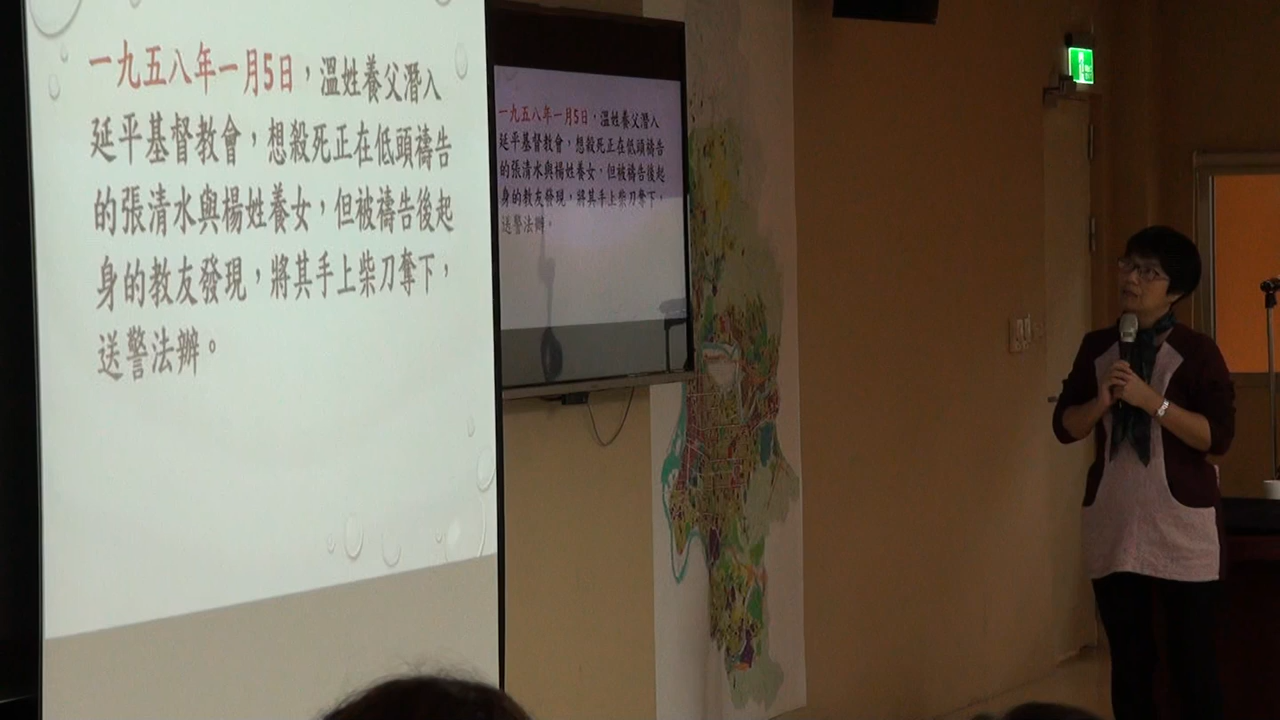 一九五八年一月5日，溫姓養父潛入
延平基督教會，想殺死正在低頭禱告
的張清水與楊姓養女，但被禱告後起
身的教友發現，將其手上柴刀奪下，
送警法辦。
一九五八年一月5日，溫姓養父潛入
延平基督教會，想殺死正在低頭禱告
的張清水與楊姓養女，但被禱告後起
身的教友發現，將其手上柴刀奪下，
送警法辦。